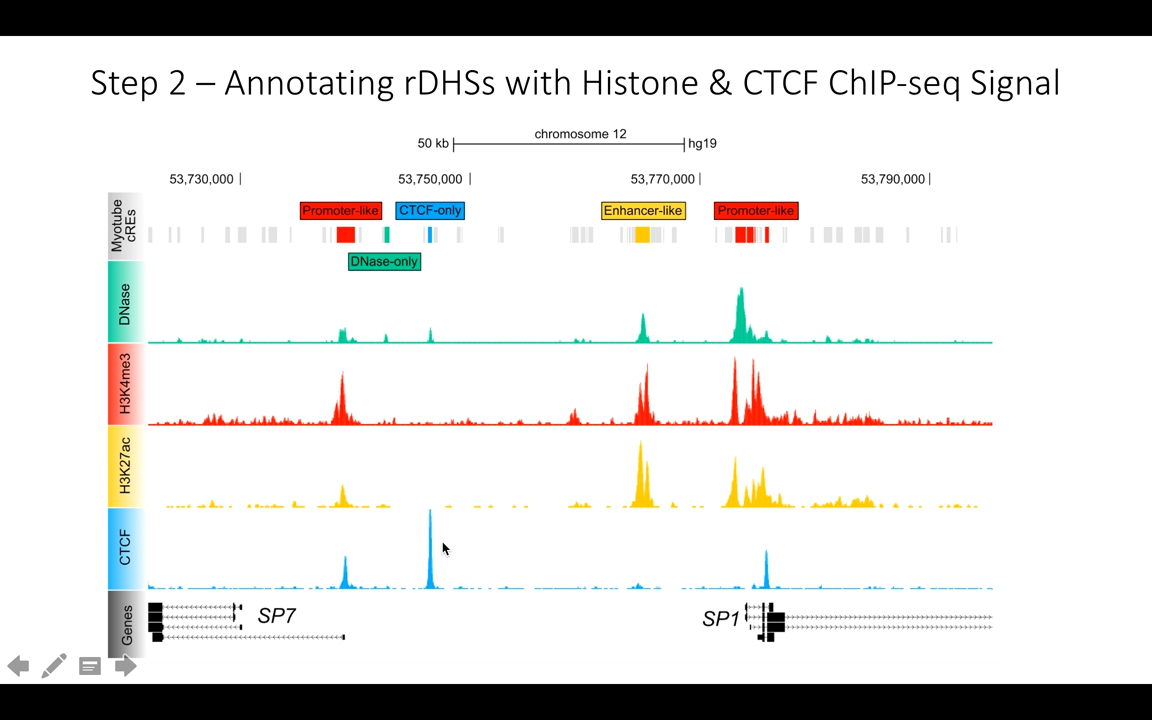 Step 2 – Annotating rDHSs with Histone & CTCF ChIP-seq Signal
chromosome 12
50 kb
hg19
53,730,000
53,750,000
53,770,000
53,790,000
Myotube
cREs
Promoter-like
CTCF-only
Enhancer-like
Promoter-like
DNase-only
DNase
H3K4me3
H3K27ac
CTCF
Genes
SP7
SP1